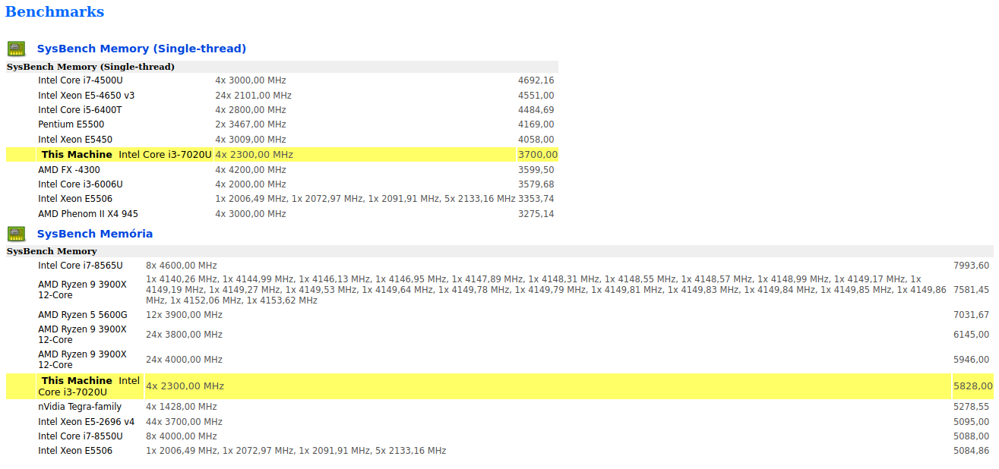 Benchmarks
SysBench Memory (Single-thread)
SysBench Memory (Single-thread)
Intel Core i7-4500U 4x 3000,00 MHz 4692,16
Intel Xeon E5-4650 v3 24x 2101,00 MHz 4551,00
Intel Core i5-6400T 4x 2800,00 MHz 4484,69
Pentium E5500 2x 3467,00 MHz 4169,00
Intel Xeon E5450 4x 3009,00 MHz 4058,00
This Machine Intel Core i3-7020U 4x 2300,00 MHz 3700,00
AMD FX -4300 4x 4200,00 MHz 3599,50
Intel Core i3-6006U 4x 2000,00 MHz 3579,68
Intel Xeon E5506 1x 2006,49 MHz, 1x 2072,97 MHz, 1x 2091,91 MHz, 5x 2133,16 MHz 3353,74
AMD Phenom II X4 945 4x 3000,00 MHz 3275,14
SysBench Memória
SysBench Memory
Intel Core i7-8565U 8x 4600,00 MHz 7993,60
AMD Ryzen 9 3900X
12-Core
1x 4140,26 MHz, 1x 4144,99 MHz, 1x 4146,13 MHz, 1x 4146,95 MHz, 1x 4147,89 MHz, 1x 4148,31 MHz, 1x 4148,55 MHz, 1x 4148,57 MHz, 1x 4148,99 MHz, 1x 4149,17 MHz, 1x
4149,19 MHz, 1x 4149,27 MHz, 1x 4149,53 MHz, 1x 4149,64 MHz, 1x 4149,78 MHz, 1x 4149,79 MHz, 1x 4149,81 MHz, 1x 4149,83 MHz, 1x 4149,84 MHz, 1x 4149,85 MHz, 1x 4149,86
MHz, 1x 4152,06 MHz, 1x 4153,62 MHz
7581,45
AMD Ryzen 5 5600G 12x 3900,00 MHz 7031,67
AMD Ryzen 9 3900X
12-Core
24x 3800,00 MHz 6145,00
AMD Ryzen 9 3900X
12-Core
24x 4000,00 MHz 5946,00
This Machine Intel
Core i3-7020U
4x 2300,00 MHz 5828,00
nVidia Tegra-family 4x 1428,00 MHz 5278,55
Intel Xeon E5-2696 v4 44x 3700,00 MHz 5095,00
Intel Core i7-8550U 8x 4000,00 MHz 5088,00
Intel Xeon E5506 1x 2006,49 MHz, 1x 2072,97 MHz, 1x 2091,91 MHz, 5x 2133,16 MHz 5084,86